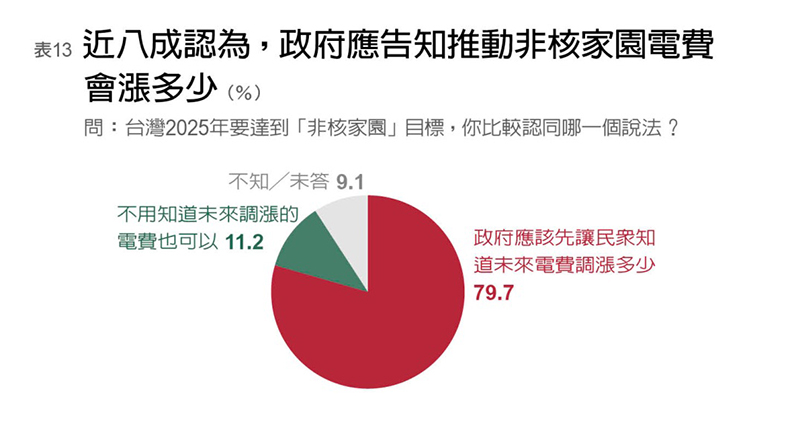 表13 近八成認為，政府應告知推動非核家園電費
會漲多少（%）
問：台灣2025年要達到「非核家園」目標，你比較認同哪一個說法？
不知／未答 9.1
不用知道未來調漲的
電費也可以 11.2
政府應該先讓民眾知
道未來電費調漲多少
79.7